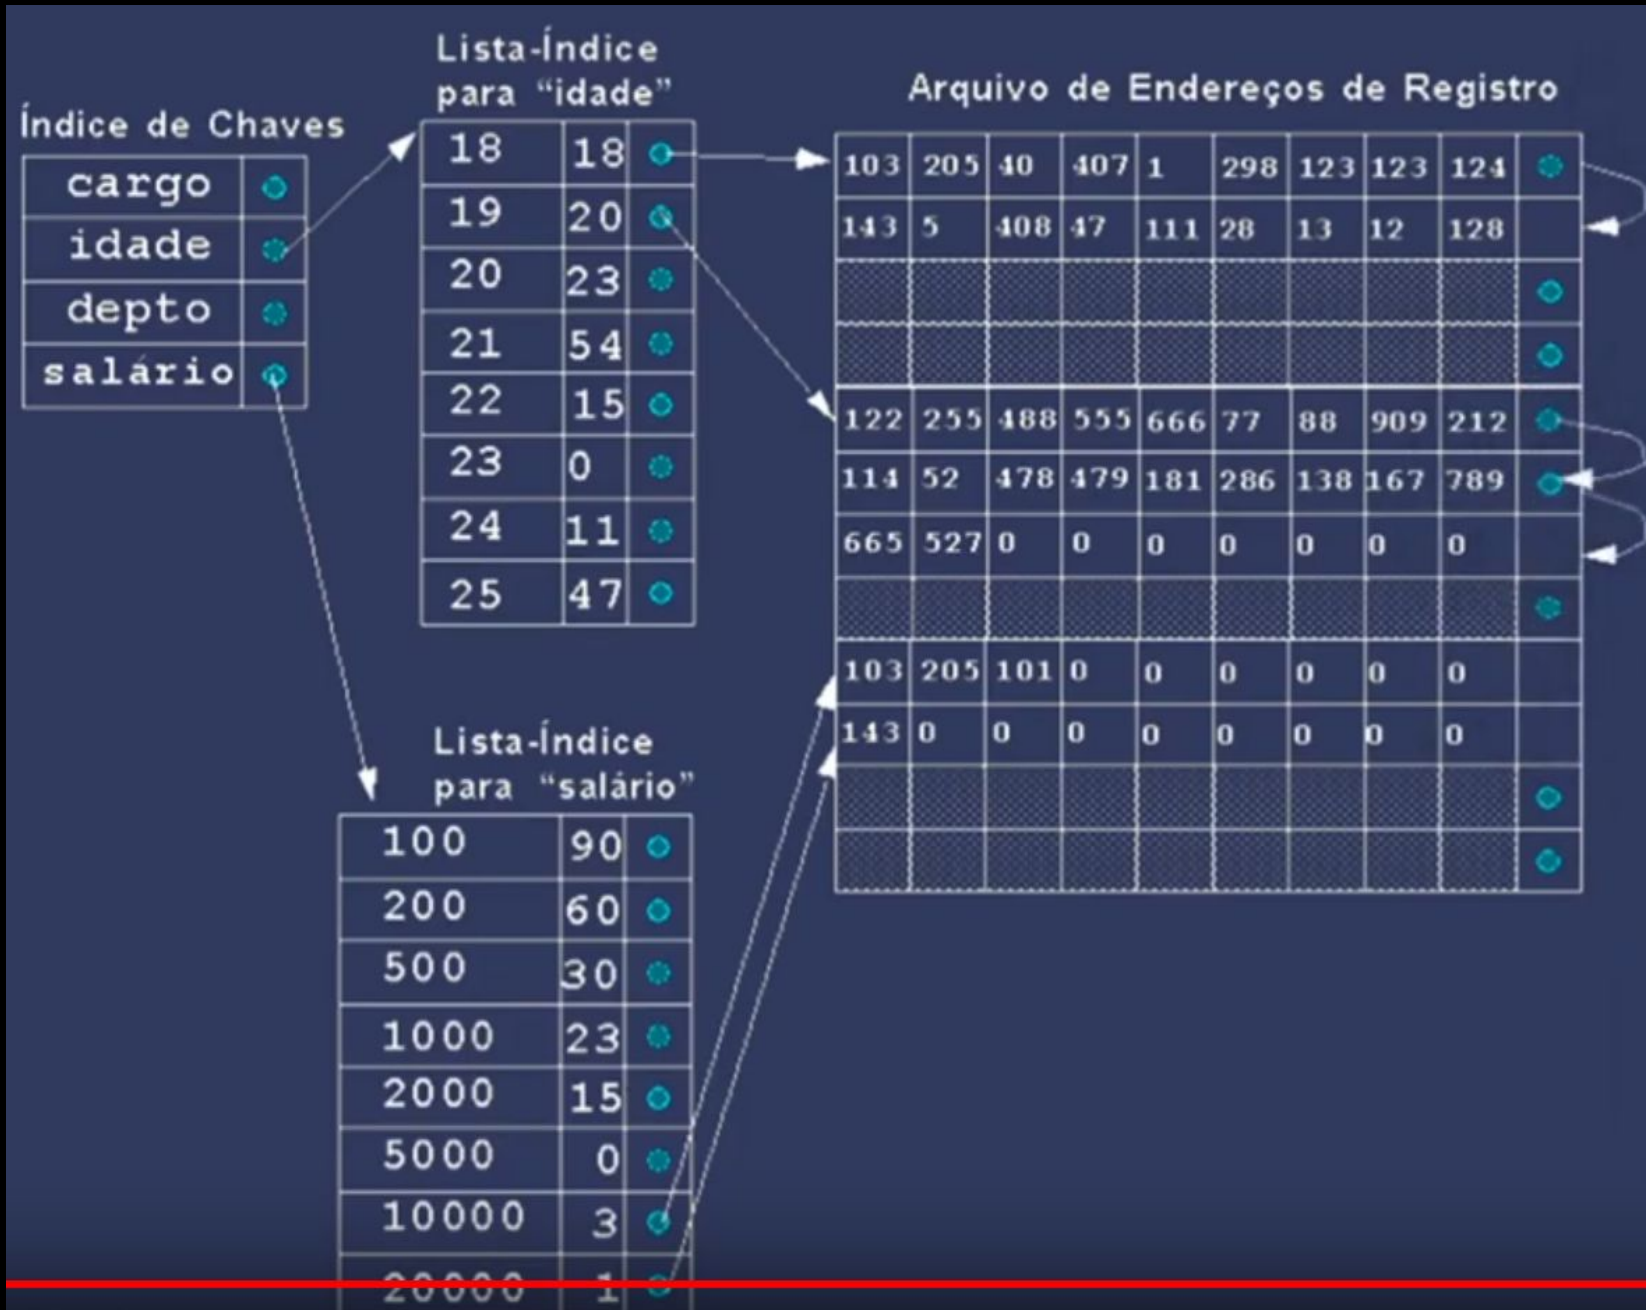 Índice de Chaves
cargo
idade
depto
salário
Lista-Índice
para “idade”
18 18
19 20
20 23
21 54
22 15
23 0
24 11
25 47
Lista-Índice
para “salário”
100 90
200 60
500 30
1000 23
2000 15
5000 0
10000 3
20000 1
Arquivo de Endereços de Registro
103 205 40 407 1 298 123 123 124
143 5 408 47 111 28 13 12 128
122 255 488 555 666 77 88 909 212
114 52 478 479 181 286 138 167 789
665 527 0 0 0 0 0 0 0
103 205 101 0 0 0 0 0 0
143 0 0 0 0 0 0 0 0